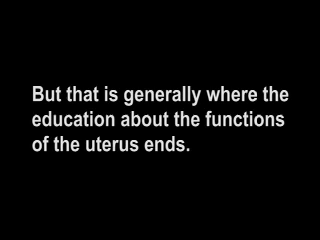 But that is generally where the
education about the functions
of the uterus ends.